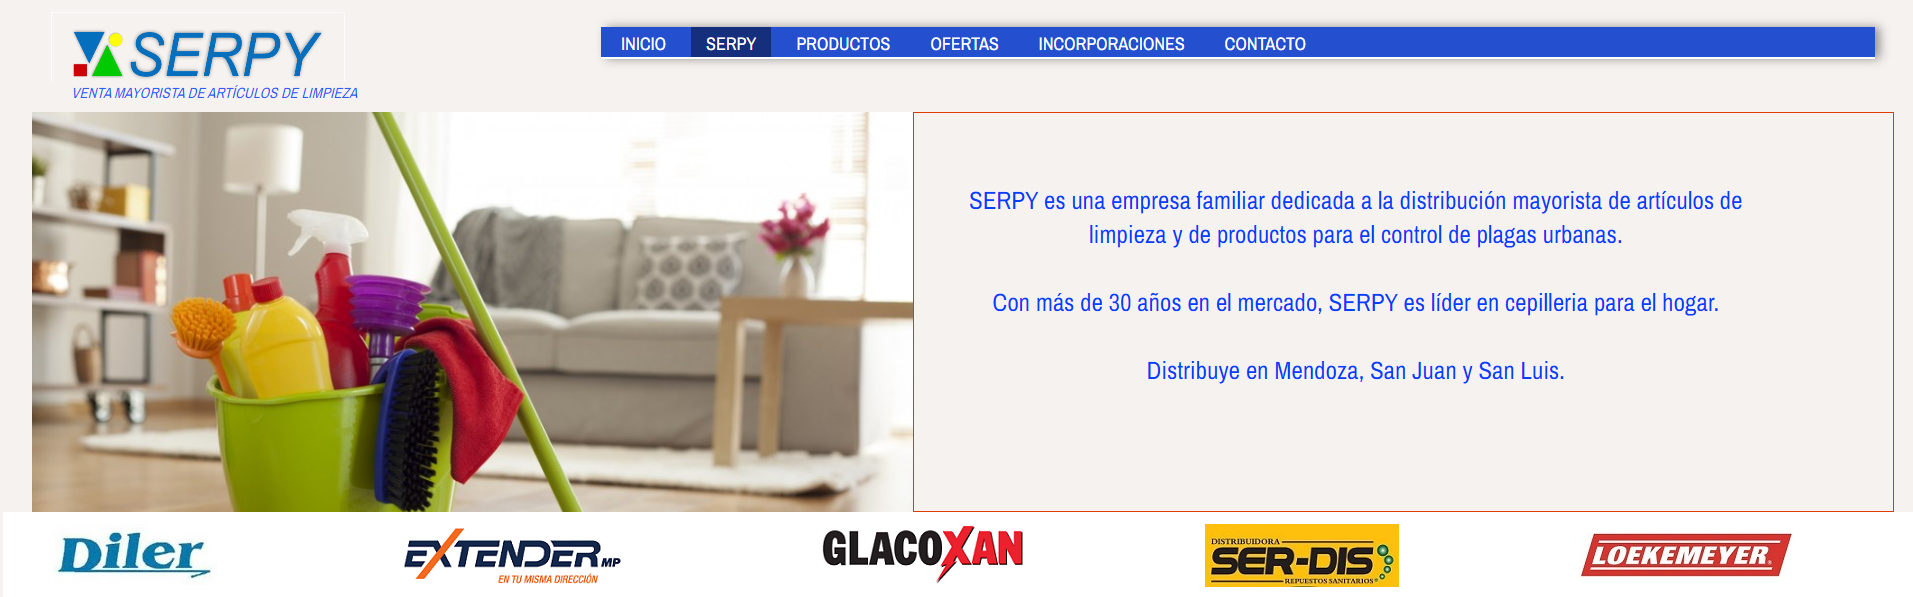 SERPY
VENTA MAYORISTA DE ARTÍCULOS DE LIMPIEZA
INICIO SERPY PRODUCTOS OFERTAS INCORPORACIONES CONTACTO
SERPY es una empresa familiar dedicada a la distribución mayorista de artículos de
limpieza y de productos para el control de plagas urbanas.
Con más de 30 años en el mercado, SERPY es líder en cepilleria para el hogar.
Distribuye en Mendoza, San Juan y San Luis.
Diler
EXTENDER MP
EN TU MISMA DIRECCIÓN
GLACOXAN
DISTRIBUIDORA
SER-DIS
REPUESTOS SANITARIOS®
LOEKEMEYER®